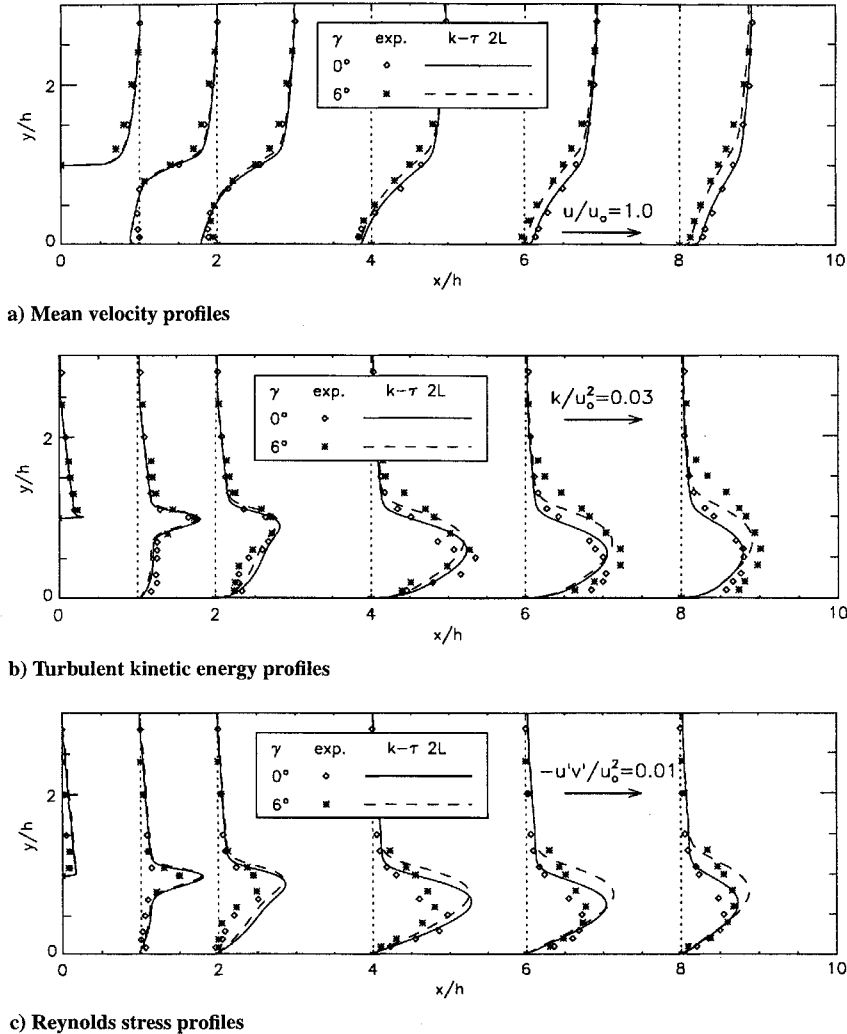 γ exp. k–τ 2L
0°
6°
y/h
2
0
u/u₀=1.0
0 2 4 6 8 10
x/h
a) Mean velocity profiles
γ exp. k–τ 2L
0°
6°
k/u₀²=0.03
y/h
2
0
0 2 4 6 8 10
x/h
b) Turbulent kinetic energy profiles
γ exp. k–τ 2L
0°
6°
-u'v'/u₀²=0.01
y/h
2
0
0 2 4 6 8 10
x/h
c) Reynolds stress profiles